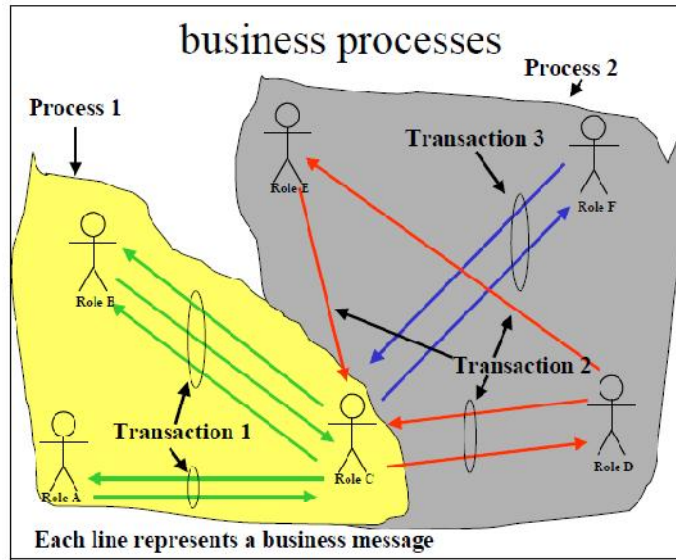 business processes
Process 2
Process 1
Transaction 3
Role E
Role F
Role B
Transaction 2
Transaction 1
Role A
Role C
Role D
Each line represents a business message